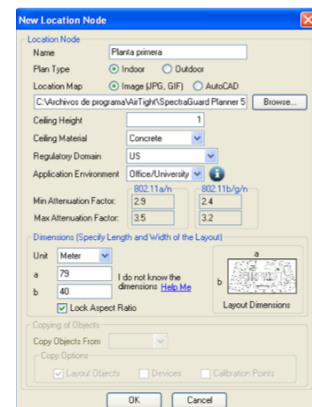 New Location Node
Location Node
Name Planta primera
Plan Type Indoor Outdoor
Location Map Image (JPG, GIF) AutoCAD
C:\Archivos de programa\AirTight\SpectraGuard Planner 5 Browse...
Ceiling Height 1
Ceiling Material Concrete
Regulatory Domain US
Application Environment Office/University
802.11a/n 802.11b/g/n
Min Attenuation Factor: 2.9 2.4
Max Attenuation Factor: 3.5 3.2
Dimensions (Specify Length and Width of the Layout)
Unit Meter
a 79
b 40
I do not know the dimensions Help Me
Lock Aspect Ratio
a
b
Layout Dimensions
Copying of Objects
Copy Objects From
Copy Options
Layout Objects Devices Calibration Points
OK Cancel